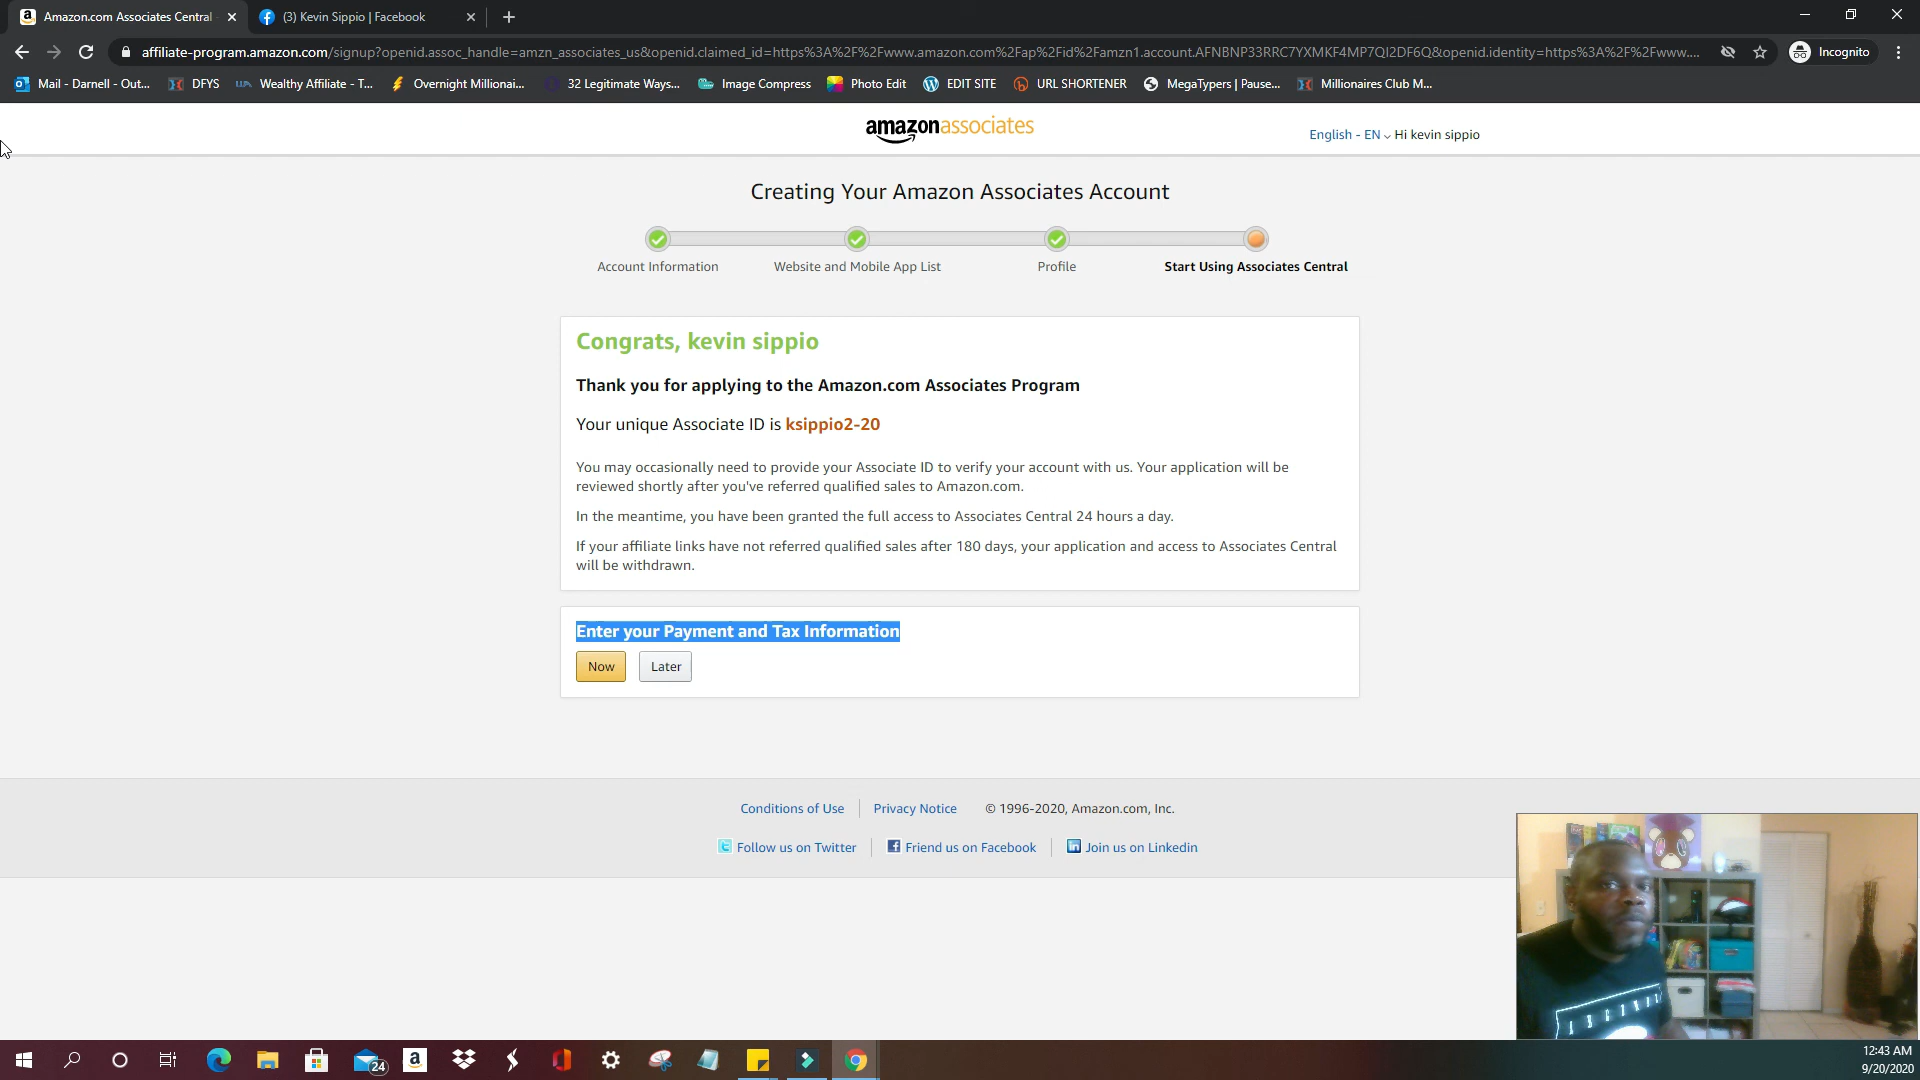 Amazon.com Associates Central
(3) Kevin Sippio | Facebook
affiliate-program.amazon.com/signup?openid.assoc_handle=amzn_associates_us&openid.claimed_id=https%3A%2F%2Fwww.amazon.com%2Fap%2Fid%2Famzn1.account.AFNBNP33RRC7YXMKF4MP7QI2DF6Q&openid.identity=https%3A%2F%2Fwww....
Incognito
Mail - Darnell - Out...
DFYS
Wealthy Affiliate - T...
Overnight Millionai...
32 Legitimate Ways...
Image Compress
Photo Edit
EDIT SITE
URL SHORTENER
MegaTypers | Pause...
Millionaires Club M...
amazonassociates
English - EN
Hi kevin sippio
Creating Your Amazon Associates Account
Account Information
Website and Mobile App List
Profile
Start Using Associates Central
Congrats, kevin sippio
Thank you for applying to the Amazon.com Associates Program
Your unique Associate ID is ksippio2-20
You may occasionally need to provide your Associate ID to verify your account with us. Your application will be
reviewed shortly after you've referred qualified sales to Amazon.com.
In the meantime, you have been granted the full access to Associates Central 24 hours a day.
If your affiliate links have not referred qualified sales after 180 days, your application and access to Associates Central
will be withdrawn.
Enter your Payment and Tax Information
Now
Later
Conditions of Use
Privacy Notice
© 1996-2020, Amazon.com, Inc.
Follow us on Twitter
Friend us on Facebook
Join us on Linkedin
24
12:43 AM
9/20/2020